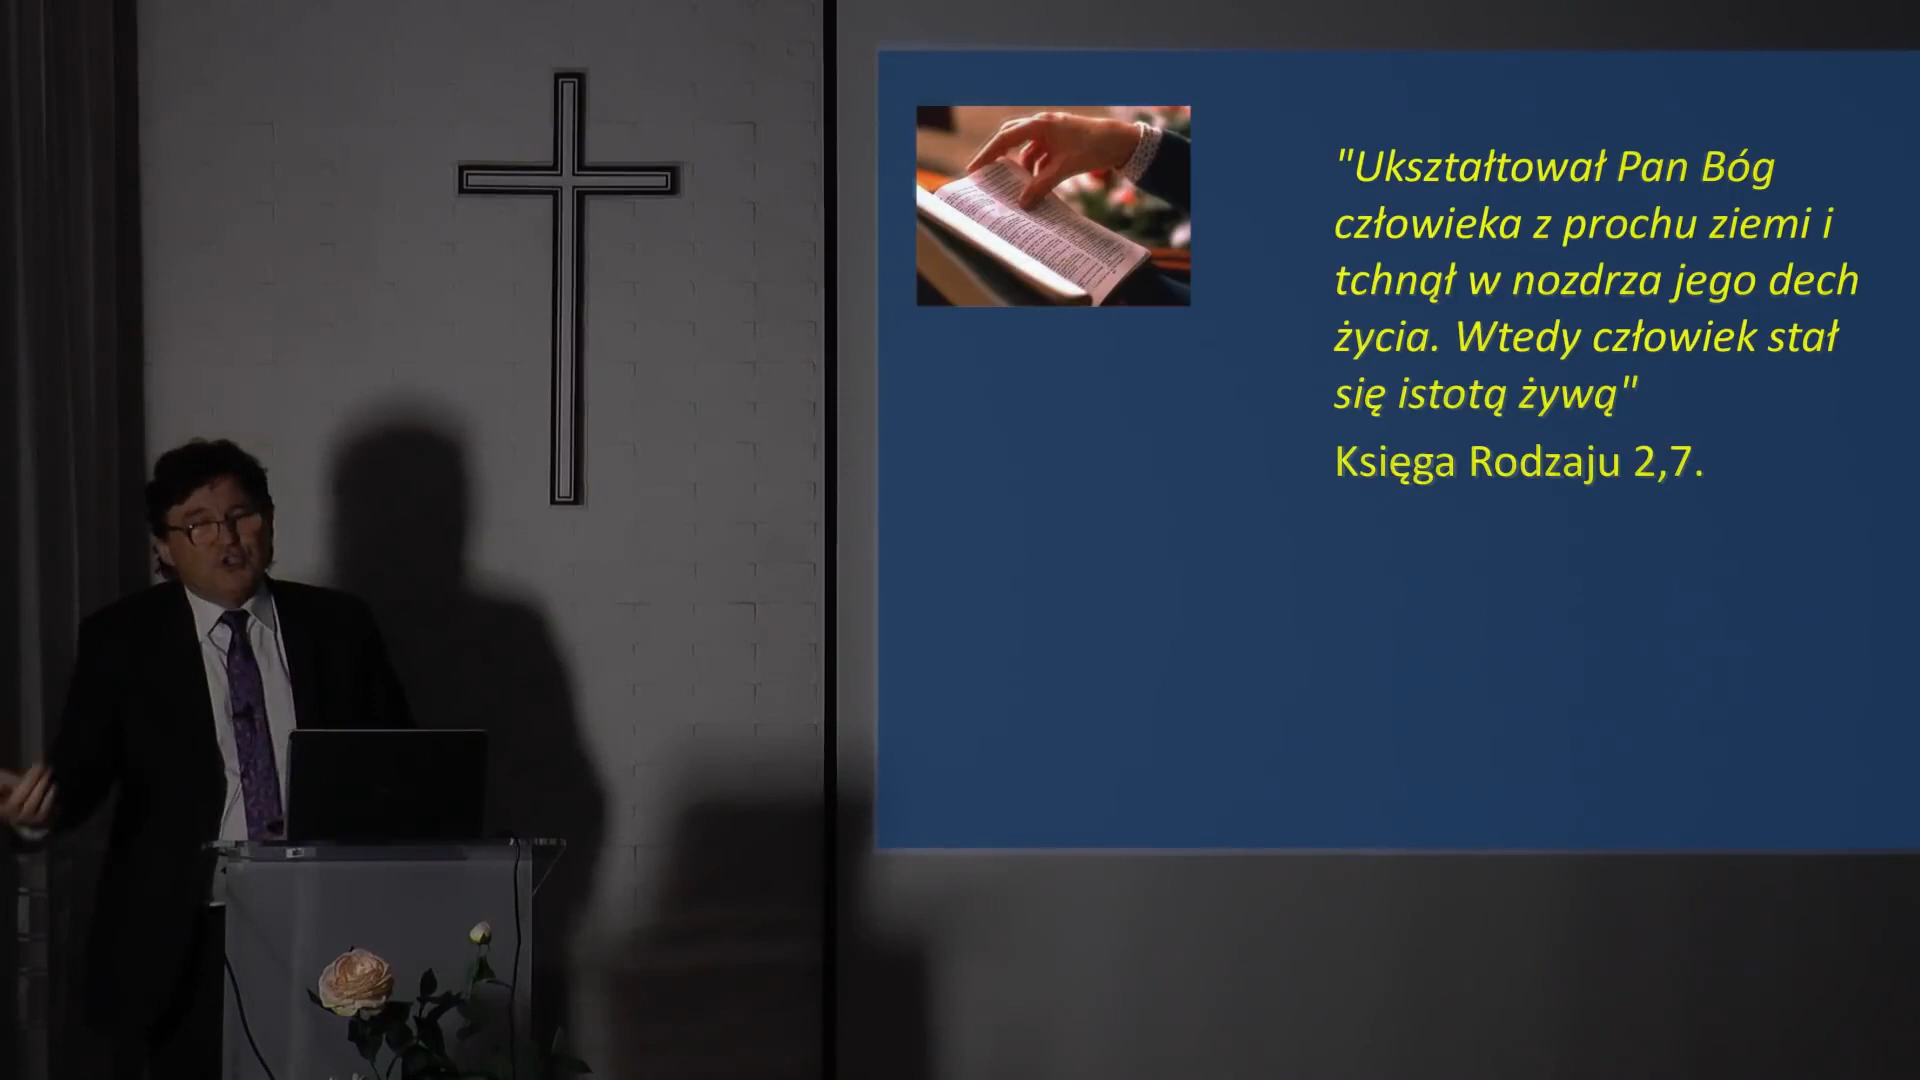 "Ukształtował Pan Bóg
człowieka z prochu ziemi i
tchnął w nozdrza jego dech
życia. Wtedy człowiek stał
się istotą żywą"
Księga Rodzaju 2,7.